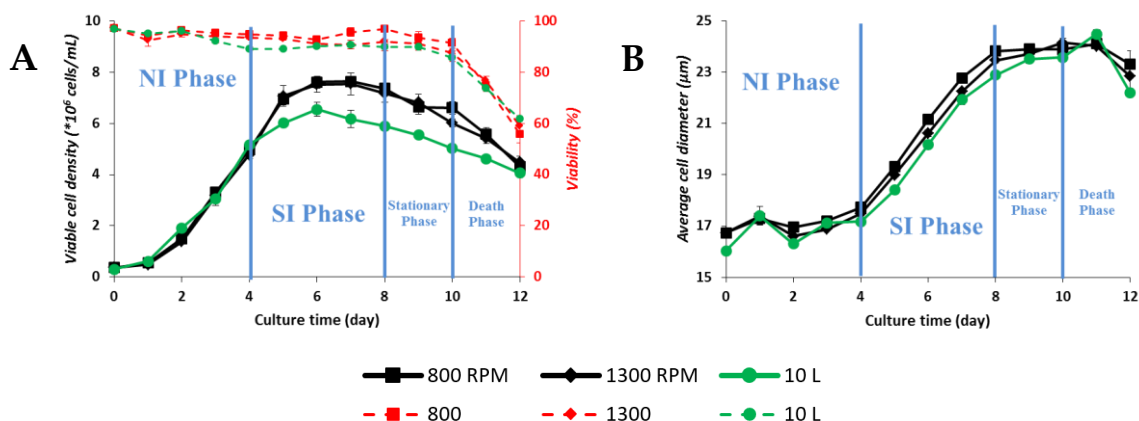 A
Viable cell density (*10⁶ cells/mL)
10
8
6
4
2
0
NI Phase
SI Phase
Stationary
Phase
Death
Phase
100
80
60
40
20
0
Viability (%)
0 2 4 6 8 10 12
Culture time (day)
B
Average cell diameter (µm)
25
23
21
19
17
15
NI Phase
SI Phase
Stationary
Phase
Death
Phase
0 2 4 6 8 10 12
Culture time (day)
800 RPM 1300 RPM 10 L
800 1300 10 L